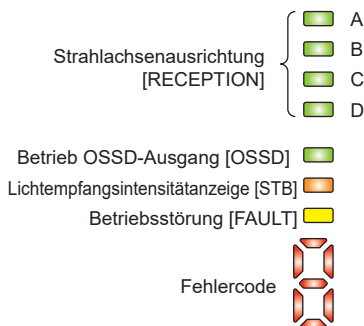 A
B
Strahlachsenausrichtung
[RECEPTION]
C
D
Betrieb OSSD-Ausgang [OSSD]
Lichtempfangsintensitätanzeige [STB]
Betriebsstörung [FAULT]
Fehlercode